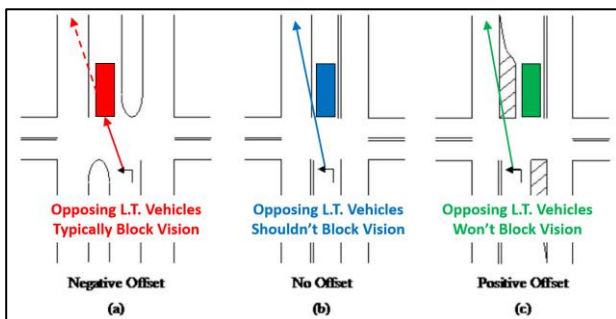 Opposing L.T. Vehicles
Typically Block Vision
Opposing L.T. Vehicles
Shouldn't Block Vision
Opposing L.T. Vehicles
Won't Block Vision
Negative Offset
(a)
No Offset
(b)
Positive Offset
(c)